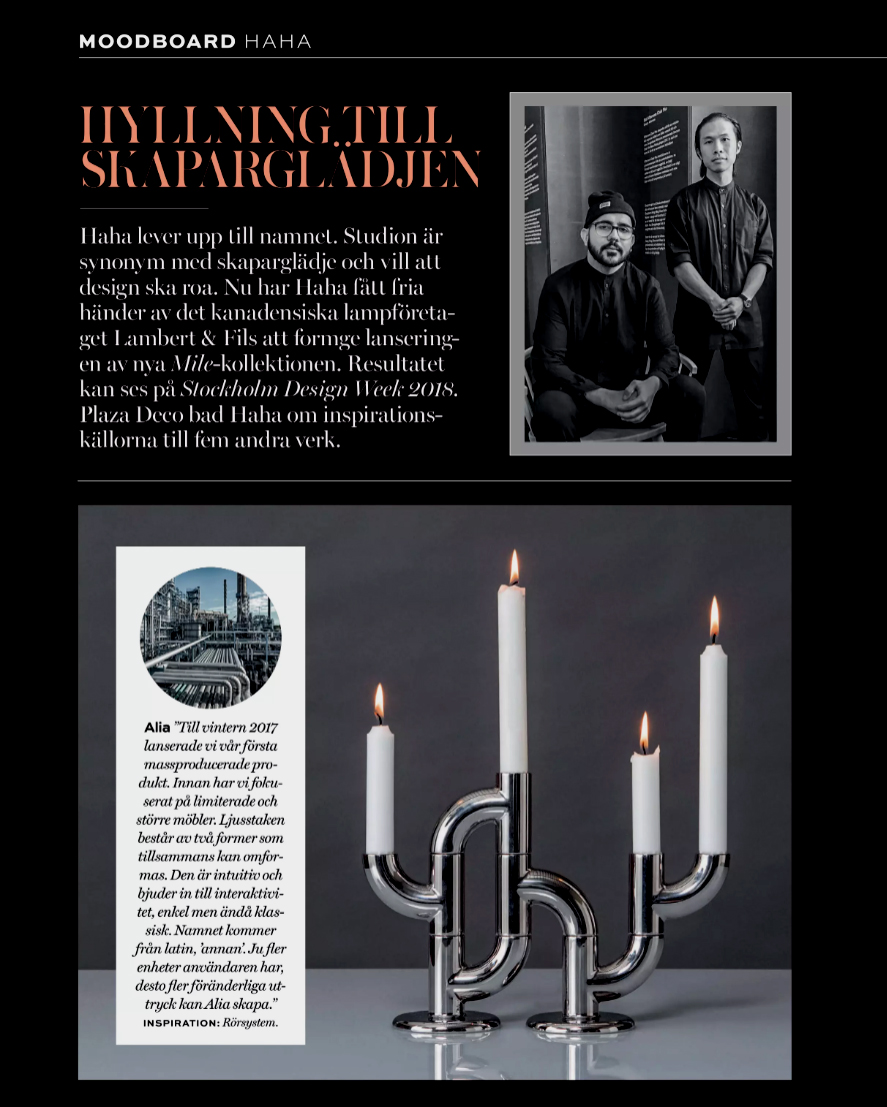 MOODBOARD HAHA
HYLLNING TILL
SKAPARGLÄDJEN
Haha lever upp till namnet. Studion är
synonym med skaparglädje och vill att
design ska roa. Nu har Haha fått fria
händer av det kanadensiska lampföreta-
get Lambert & Fils att formge lansering-
en av nya Mile-kollektionen. Resultatet
kan ses på Stockholm Design Week 2018.
Plaza Deco bad Haha om inspirations-
källorna till fem andra verk.
Alia "Till vintern 2017
lanserade vi vår första
massproducerade pro-
dukt. Innan har vi foku-
serat på limiterade och
större möbler. Ljusstaken
består av två former som
tillsammans kan omfor-
mas. Den är intuitiv och
bjuder in till interaktivi-
tet, enkel men ändå klas-
sisk. Namnet kommer
från latin, 'annan'. Ju fler
enheter användaren har,
desto fler föränderliga ut-
tryck kan Alia skapa."
INSPIRATION: Rörsystem.